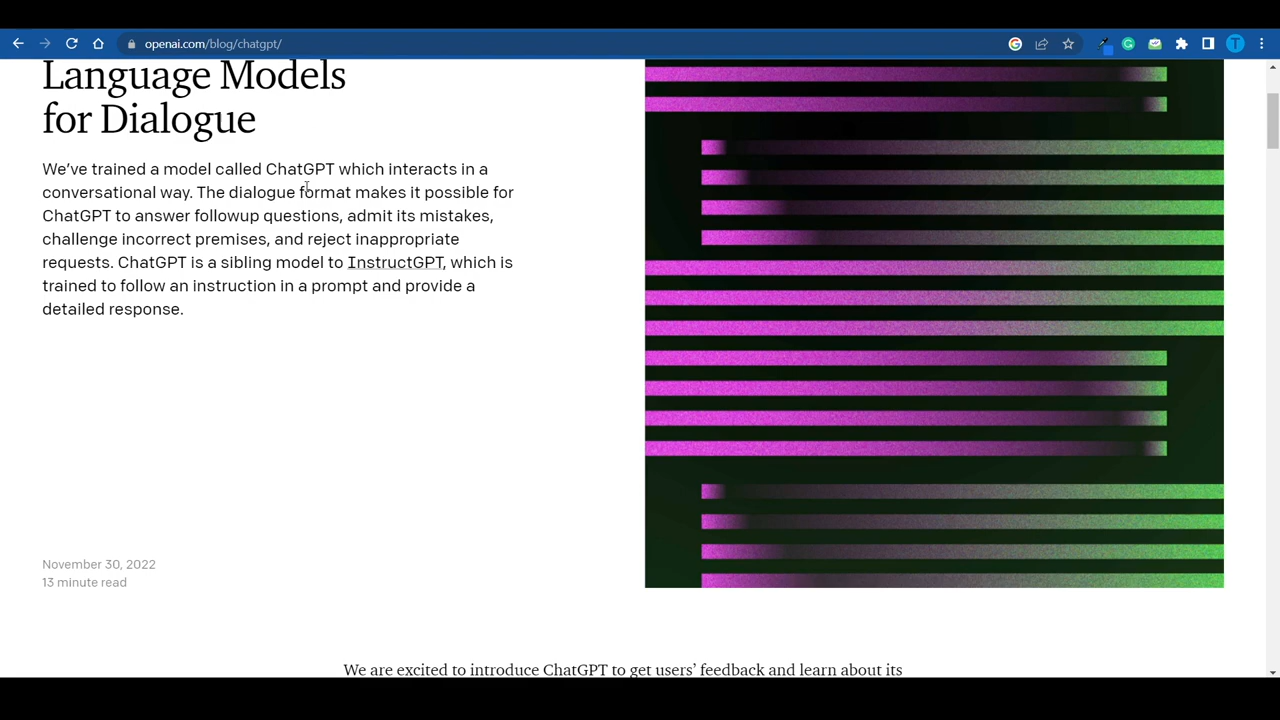 openai.com/blog/chatgpt/
T
Language Models
for Dialogue
We’ve trained a model called ChatGPT which interacts in a
conversational way. The dialogue format makes it possible for
ChatGPT to answer followup questions, admit its mistakes,
challenge incorrect premises, and reject inappropriate
requests. ChatGPT is a sibling model to InstructGPT, which is
trained to follow an instruction in a prompt and provide a
detailed response.
November 30, 2022
13 minute read
We are excited to introduce ChatGPT to get users’ feedback and learn about its